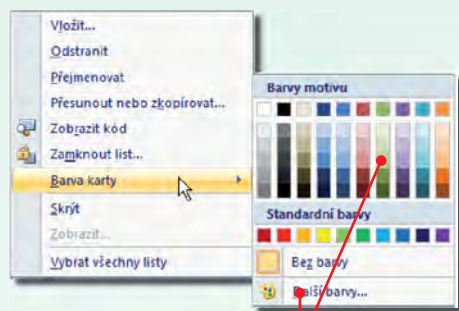 Vložit...
Odstranit
Přejmenovat
Přesunout nebo zkopírovat...
Zobrazit kód
Zamknout list...
Barva karty
Skrýt
Zobrazit...
Vybrat všechny listy
Barvy motivu
Standardní barvy
Bez barvy
Další barvy...